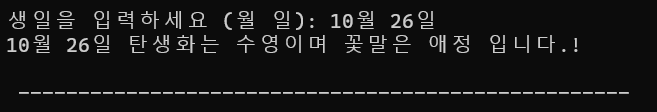 생일을 입력하세요 (월 일): 10월 26일
10월 26일 탄생화는 수영이며 꽃말은 애정 입니다.!
---------------------------------------------------